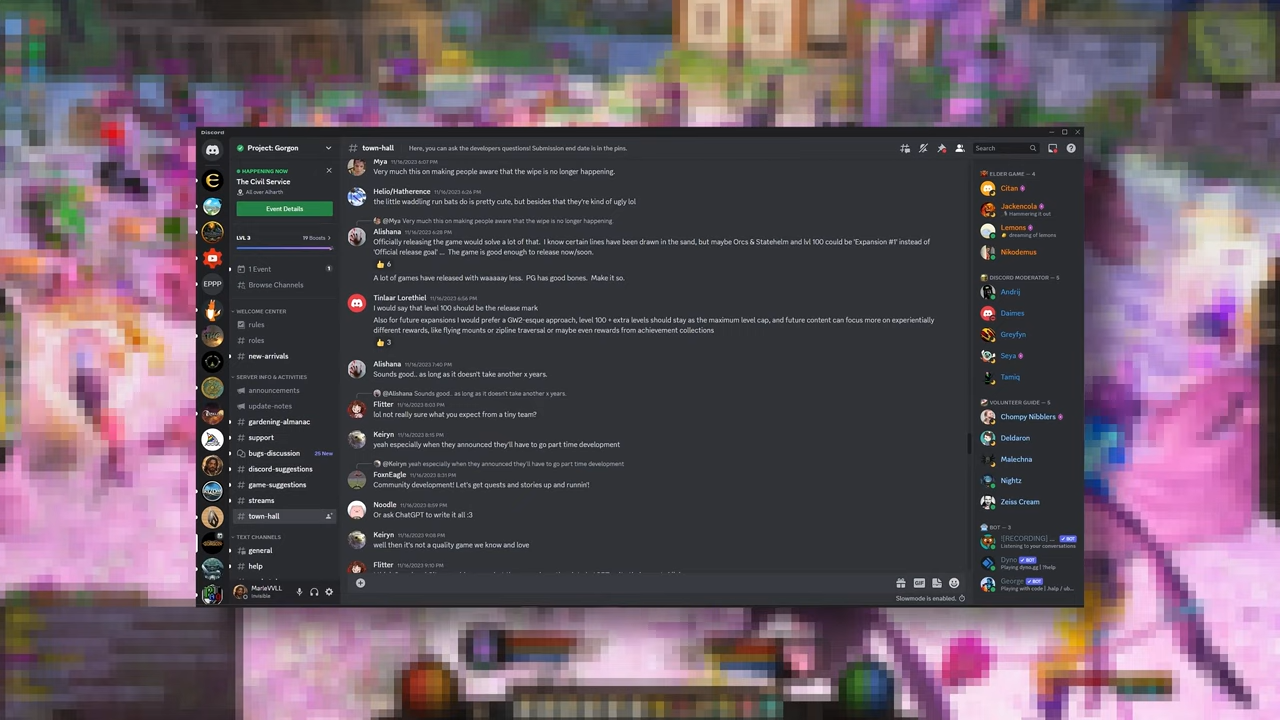 Discord
Project: Gorgon
HAPPENING NOW
The Civil Service
All over Alharth
Event Details
LVL 3
19 Boosts
1 Event
1
Browse Channels
WELCOME CENTER
rules
roles
new-arrivals
SERVER INFO & ACTIVITIES
announcements
update-notes
gardening-almanac
support
bugs-discussion
25 New
discord-suggestions
game-suggestions
streams
town-hall
TEXT CHANNELS
general
help
MarieVVLL
Invisible
EPPP
# town-hall
Here, you can ask the developers questions! Submission end date is in the pins.
Search
Mya 11/16/2023 6:07 PM
Very much this on making people aware that the wipe is no longer happening.
Helio/Hatherence 11/16/2023 6:26 PM
the little waddling run bats do is pretty cute, but besides that they're kind of ugly lol
@Mya Very much this on making people aware that the wipe is no longer happening.
Alishana 11/16/2023 6:28 PM
Officially releasing the game would solve a lot of that. I know certain lines have been drawn in the sand, but maybe Orcs & Statehelm and lvl 100 could be 'Expansion #1' instead of
'Official release goal' ... The game is good enough to release now/soon.
👍 6
A lot of games have released with waaaaay less. PG has good bones. Make it so.
Tinlaar Lorethiel 11/16/2023 6:56 PM
I would say that level 100 should be the release mark
Also for future expansions I would prefer a GW2-esque approach, level 100 + extra levels should stay as the maximum level cap, and future content can focus more on experientially
different rewards, like flying mounts or zipline traversal or maybe even rewards from achievement collections
👍 3
Alishana 11/16/2023 7:40 PM
Sounds good.. as long as it doesn't take another x years.
@Alishana Sounds good.. as long as it doesn't take another x years.
Flitter 11/16/2023 8:03 PM
lol not really sure what you expect from a tiny team?
Keiryn 11/16/2023 8:15 PM
yeah especially when they announced they'll have to go part time development
@Keiryn yeah especially when they announced they'll have to go part time development
FoxnEagle 11/16/2023 8:31 PM
Community development! Let's get quests and stories up and runnin'!
Noodle 11/16/2023 8:59 PM
Or ask ChatGPT to write it all :3
Keiryn 11/16/2023 9:08 PM
well then it's not a quality game we know and love
Flitter 11/16/2023 9:10 PM
GIF
Slowmode is enabled.
ELDER GAME — 4
Citan
Jackencola
Hammering it out
Lemons
dreaming of lemons
Nikodemus
DISCORD MODERATOR — 5
Andrij
Daimes
Greyfyn
Seya
Tamiq
VOLUNTEER GUIDE — 5
Chompy Nibblers
Deldaron
Malechna
Nightz
Zeiss Cream
BOT — 3
![RECORDING] ...
BOT
Listening to your conversations
Dyno
BOT
Playing dyno.gg | ?help
George
BOT
Playing with code | .help / ub...